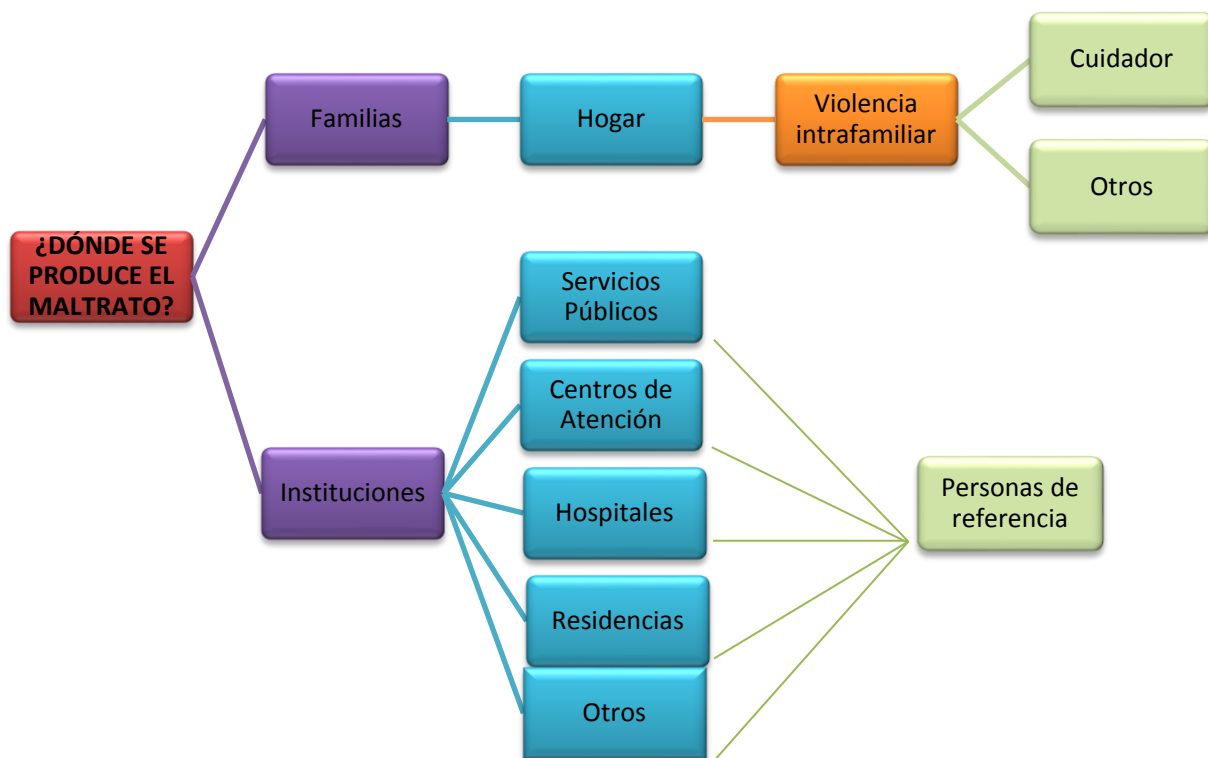 ¿DÓNDE SE
PRODUCE EL
MALTRATO?
Familias
Hogar
Violencia
intrafamiliar
Cuidador
Otros
Instituciones
Servicios
Públicos
Centros de
Atención
Hospitales
Residencias
Otros
Personas de
referencia